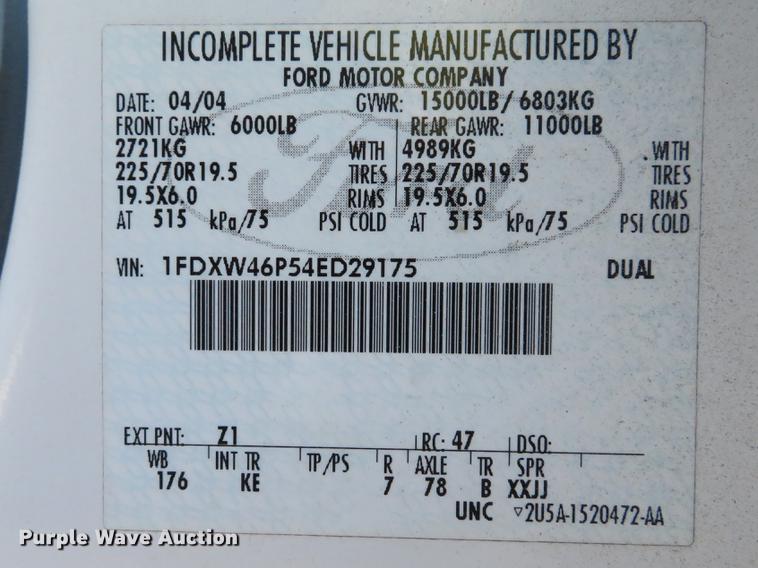 INCOMPLETE VEHICLE MANUFACTURED BY
FORD MOTOR COMPANY
DATE: 04/04 GVWR: 15000LB/ 6803KG
FRONT GAWR: 6000LB REAR GAWR: 11000LB
2721KG WITH 4989KG WITH
225/70R19.5 TIRES 225/70R19.5 TIRES
19.5X6.0 RIMS 19.5X6.0 RIMS
AT 515 kPa/75 PSI COLD AT 515 kPa/75 PSI COLD
Ford
VIN: 1FDXW46P54ED29175 DUAL
EXT PNT: Z1 RC: 47 DSO:
WB INT TR TP/PS R AXLE TR SPR
176 KE 7 78 B XXJJ
UNC ▽2U5A-1520472-AA
Purple Wave Auction